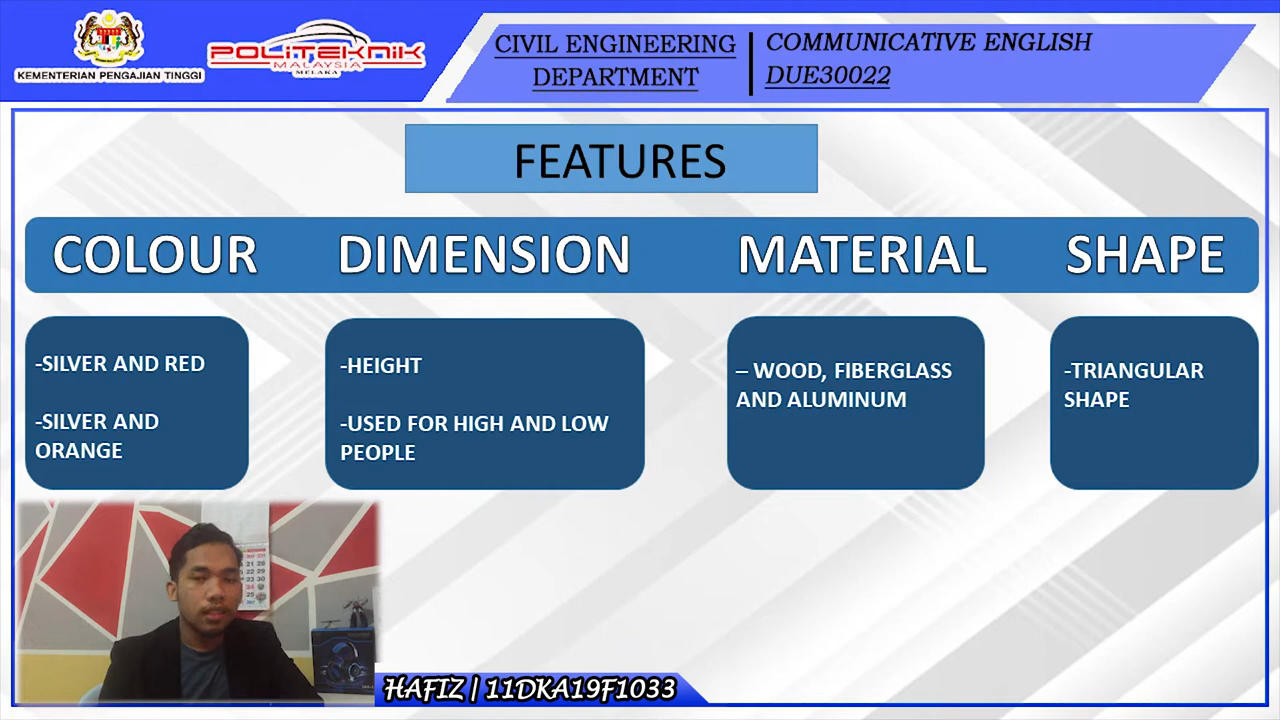 KEMENTERIAN PENGAJIAN TINGGI
POLITEKNIK
MALAYSIA
MELAKA
CIVIL ENGINEERING
DEPARTMENT
COMMUNICATIVE ENGLISH
DUE30022
FEATURES
COLOUR DIMENSION MATERIAL SHAPE
-SILVER AND RED
-SILVER AND
ORANGE
-HEIGHT
-USED FOR HIGH AND LOW
PEOPLE
– WOOD, FIBERGLASS
AND ALUMINUM
-TRIANGULAR
SHAPE
HAFIZ | 11DKA19F1033